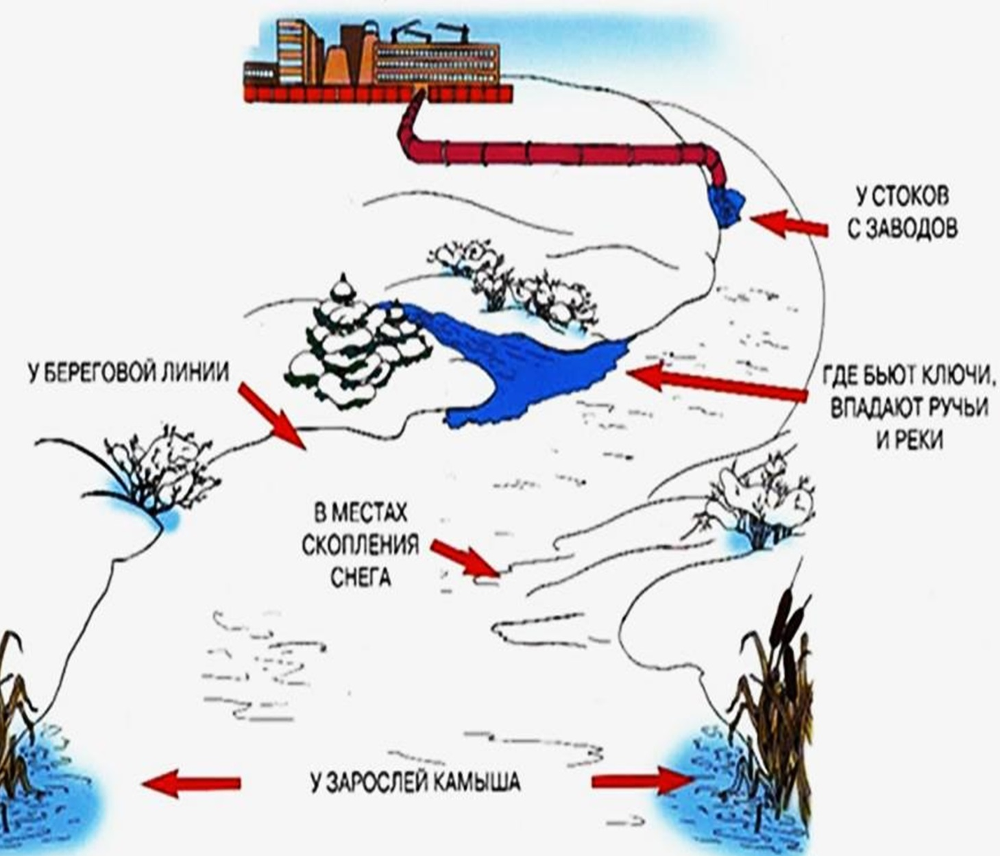 У СТОКОВ
С ЗАВОДОВ
У БЕРЕГОВОЙ ЛИНИИ
ГДЕ БЬЮТ КЛЮЧИ,
ВПАДАЮТ РУЧЬИ
И РЕКИ
В МЕСТАХ
СКОПЛЕНИЯ
СНЕГА
У ЗАРОСЛЕЙ КАМЫША